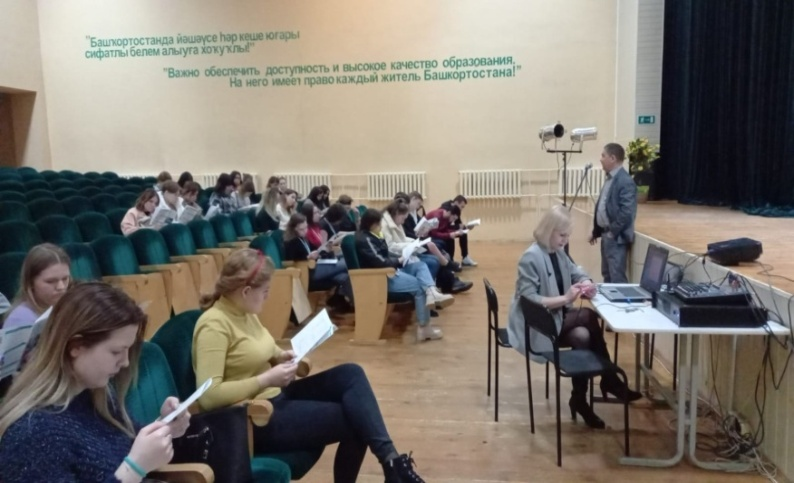 "Башҡортостанда йәшәүсе һәр кеше юғары
сифатлы белем алыуға хоҡуҡлы!"
"Важно обеспечить доступность и высокое качество образования.
На него имеет право каждый житель Башкортостана!"